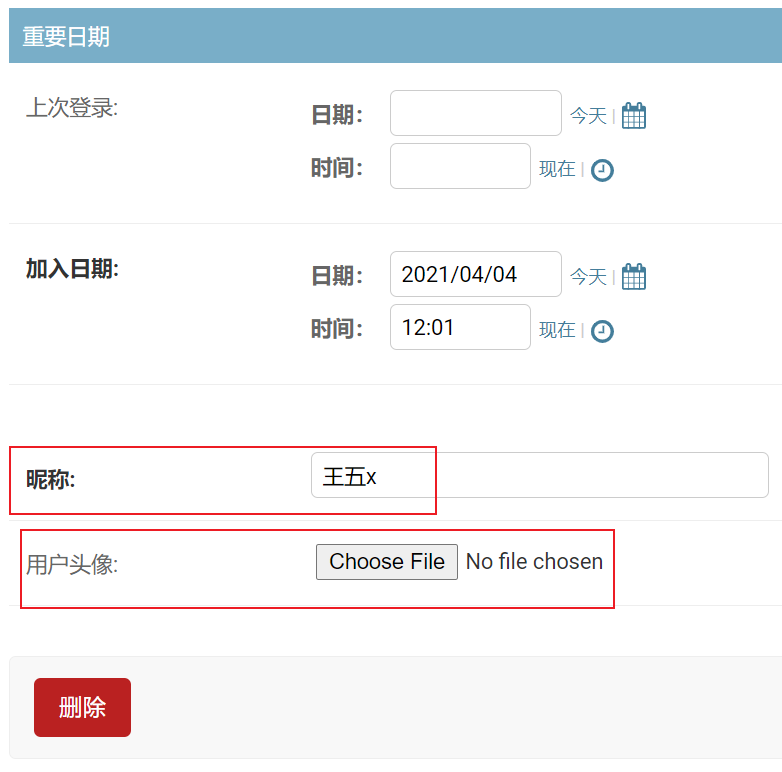 重要日期
上次登录:
日期：
今天 |
时间：
现在 |
加入日期:
日期：
2021/04/04
今天 |
时间：
12:01
现在 |
昵称:
王五x
用户头像:
Choose File No file chosen
删除